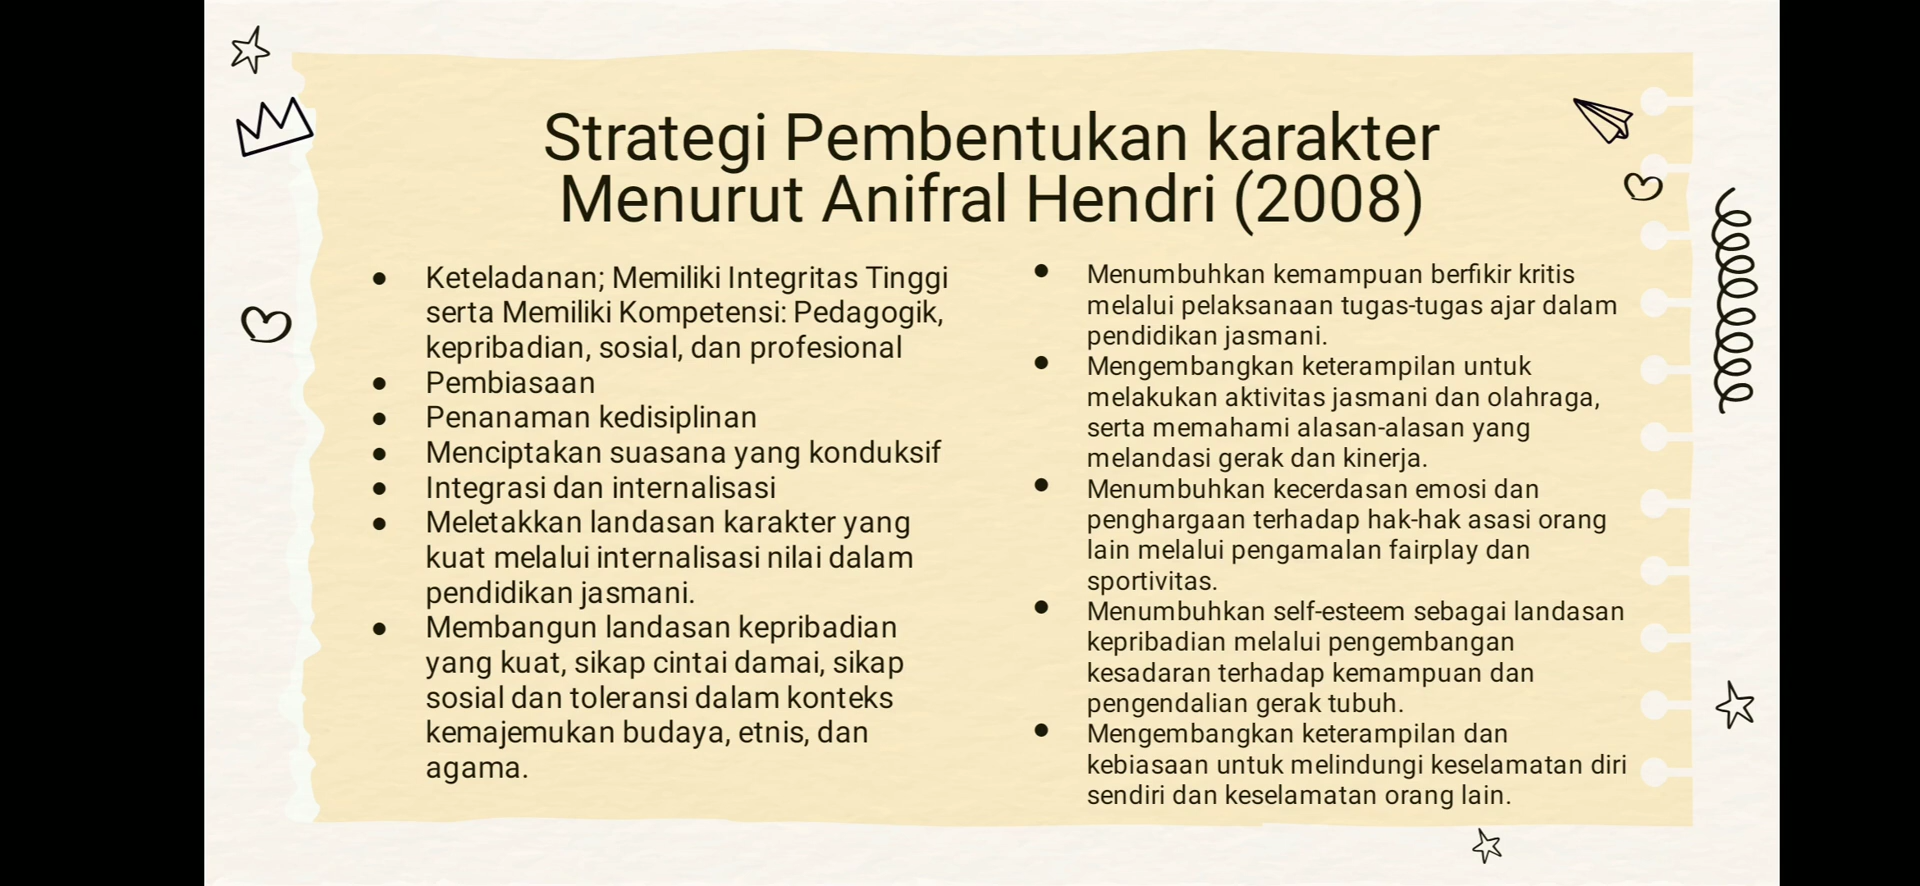 Strategi Pembentukan karakter
Menurut Anifral Hendri (2008)
● Keteladanan; Memiliki Integritas Tinggi
serta Memiliki Kompetensi: Pedagogik,
kepribadian, sosial, dan profesional
● Pembiasaan
● Penanaman kedisiplinan
● Menciptakan suasana yang konduksif
● Integrasi dan internalisasi
● Meletakkan landasan karakter yang
kuat melalui internalisasi nilai dalam
pendidikan jasmani.
● Membangun landasan kepribadian
yang kuat, sikap cintai damai, sikap
sosial dan toleransi dalam konteks
kemajemukan budaya, etnis, dan
agama.
● Menumbuhkan kemampuan berfikir kritis
melalui pelaksanaan tugas-tugas ajar dalam
pendidikan jasmani.
● Mengembangkan keterampilan untuk
melakukan aktivitas jasmani dan olahraga,
serta memahami alasan-alasan yang
melandasi gerak dan kinerja.
● Menumbuhkan kecerdasan emosi dan
penghargaan terhadap hak-hak asasi orang
lain melalui pengamalan fairplay dan
sportivitas.
● Menumbuhkan self-esteem sebagai landasan
kepribadian melalui pengembangan
kesadaran terhadap kemampuan dan
pengendalian gerak tubuh.
● Mengembangkan keterampilan dan
kebiasaan untuk melindungi keselamatan diri
sendiri dan keselamatan orang lain.